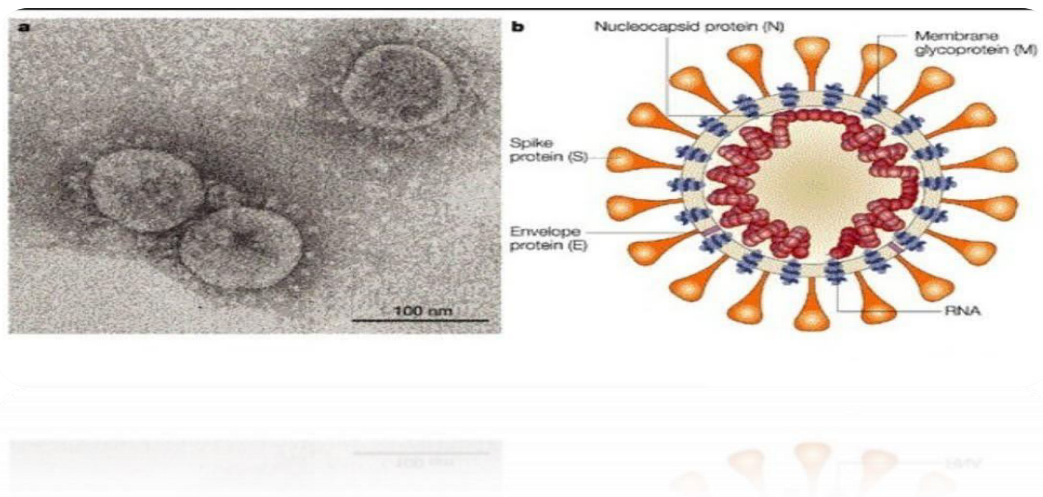 a
100 nm
b
Nucleocapsid protein (N)
Membrane
glycoprotein (M)
Spike
protein (S)
Envelope
protein (E)
RNA